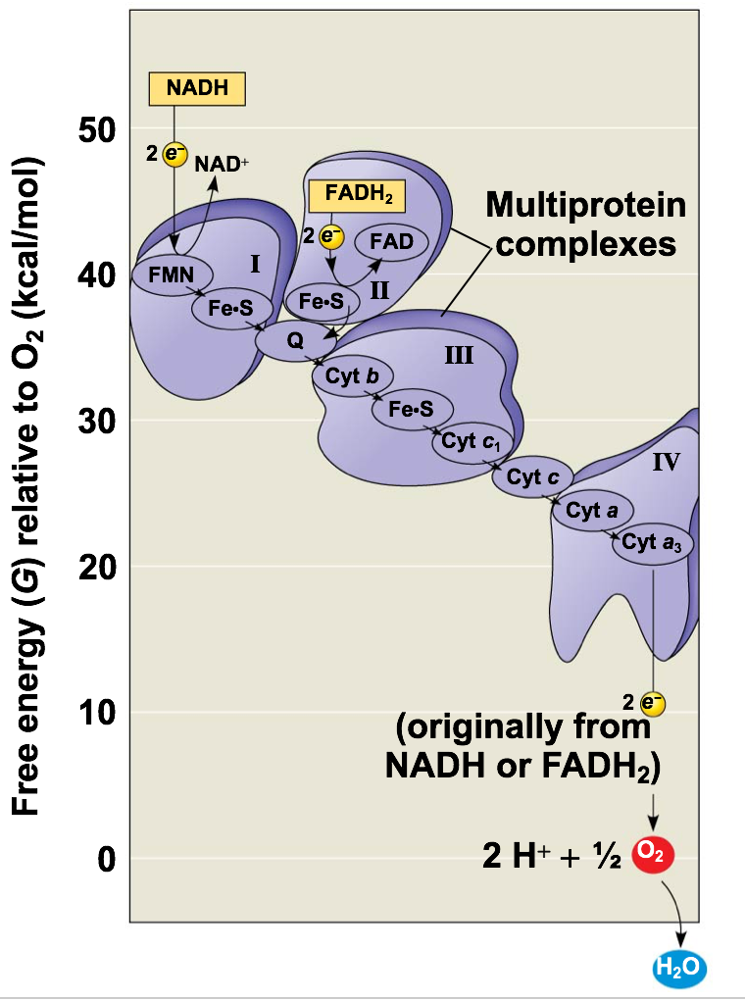 Free energy (G) relative to O₂ (kcal/mol)
50
40
30
20
10
0
NADH
2 e⁻
NAD⁺
FADH₂
2 e⁻
FAD
Multiprotein
complexes
I
FMN
Fe•S
II
Fe•S
Q
III
Cyt b
Fe•S
Cyt c₁
IV
Cyt c
Cyt a
Cyt a₃
2 e⁻
(originally from
NADH or FADH₂)
2 H⁺ + ½ O₂
H₂O